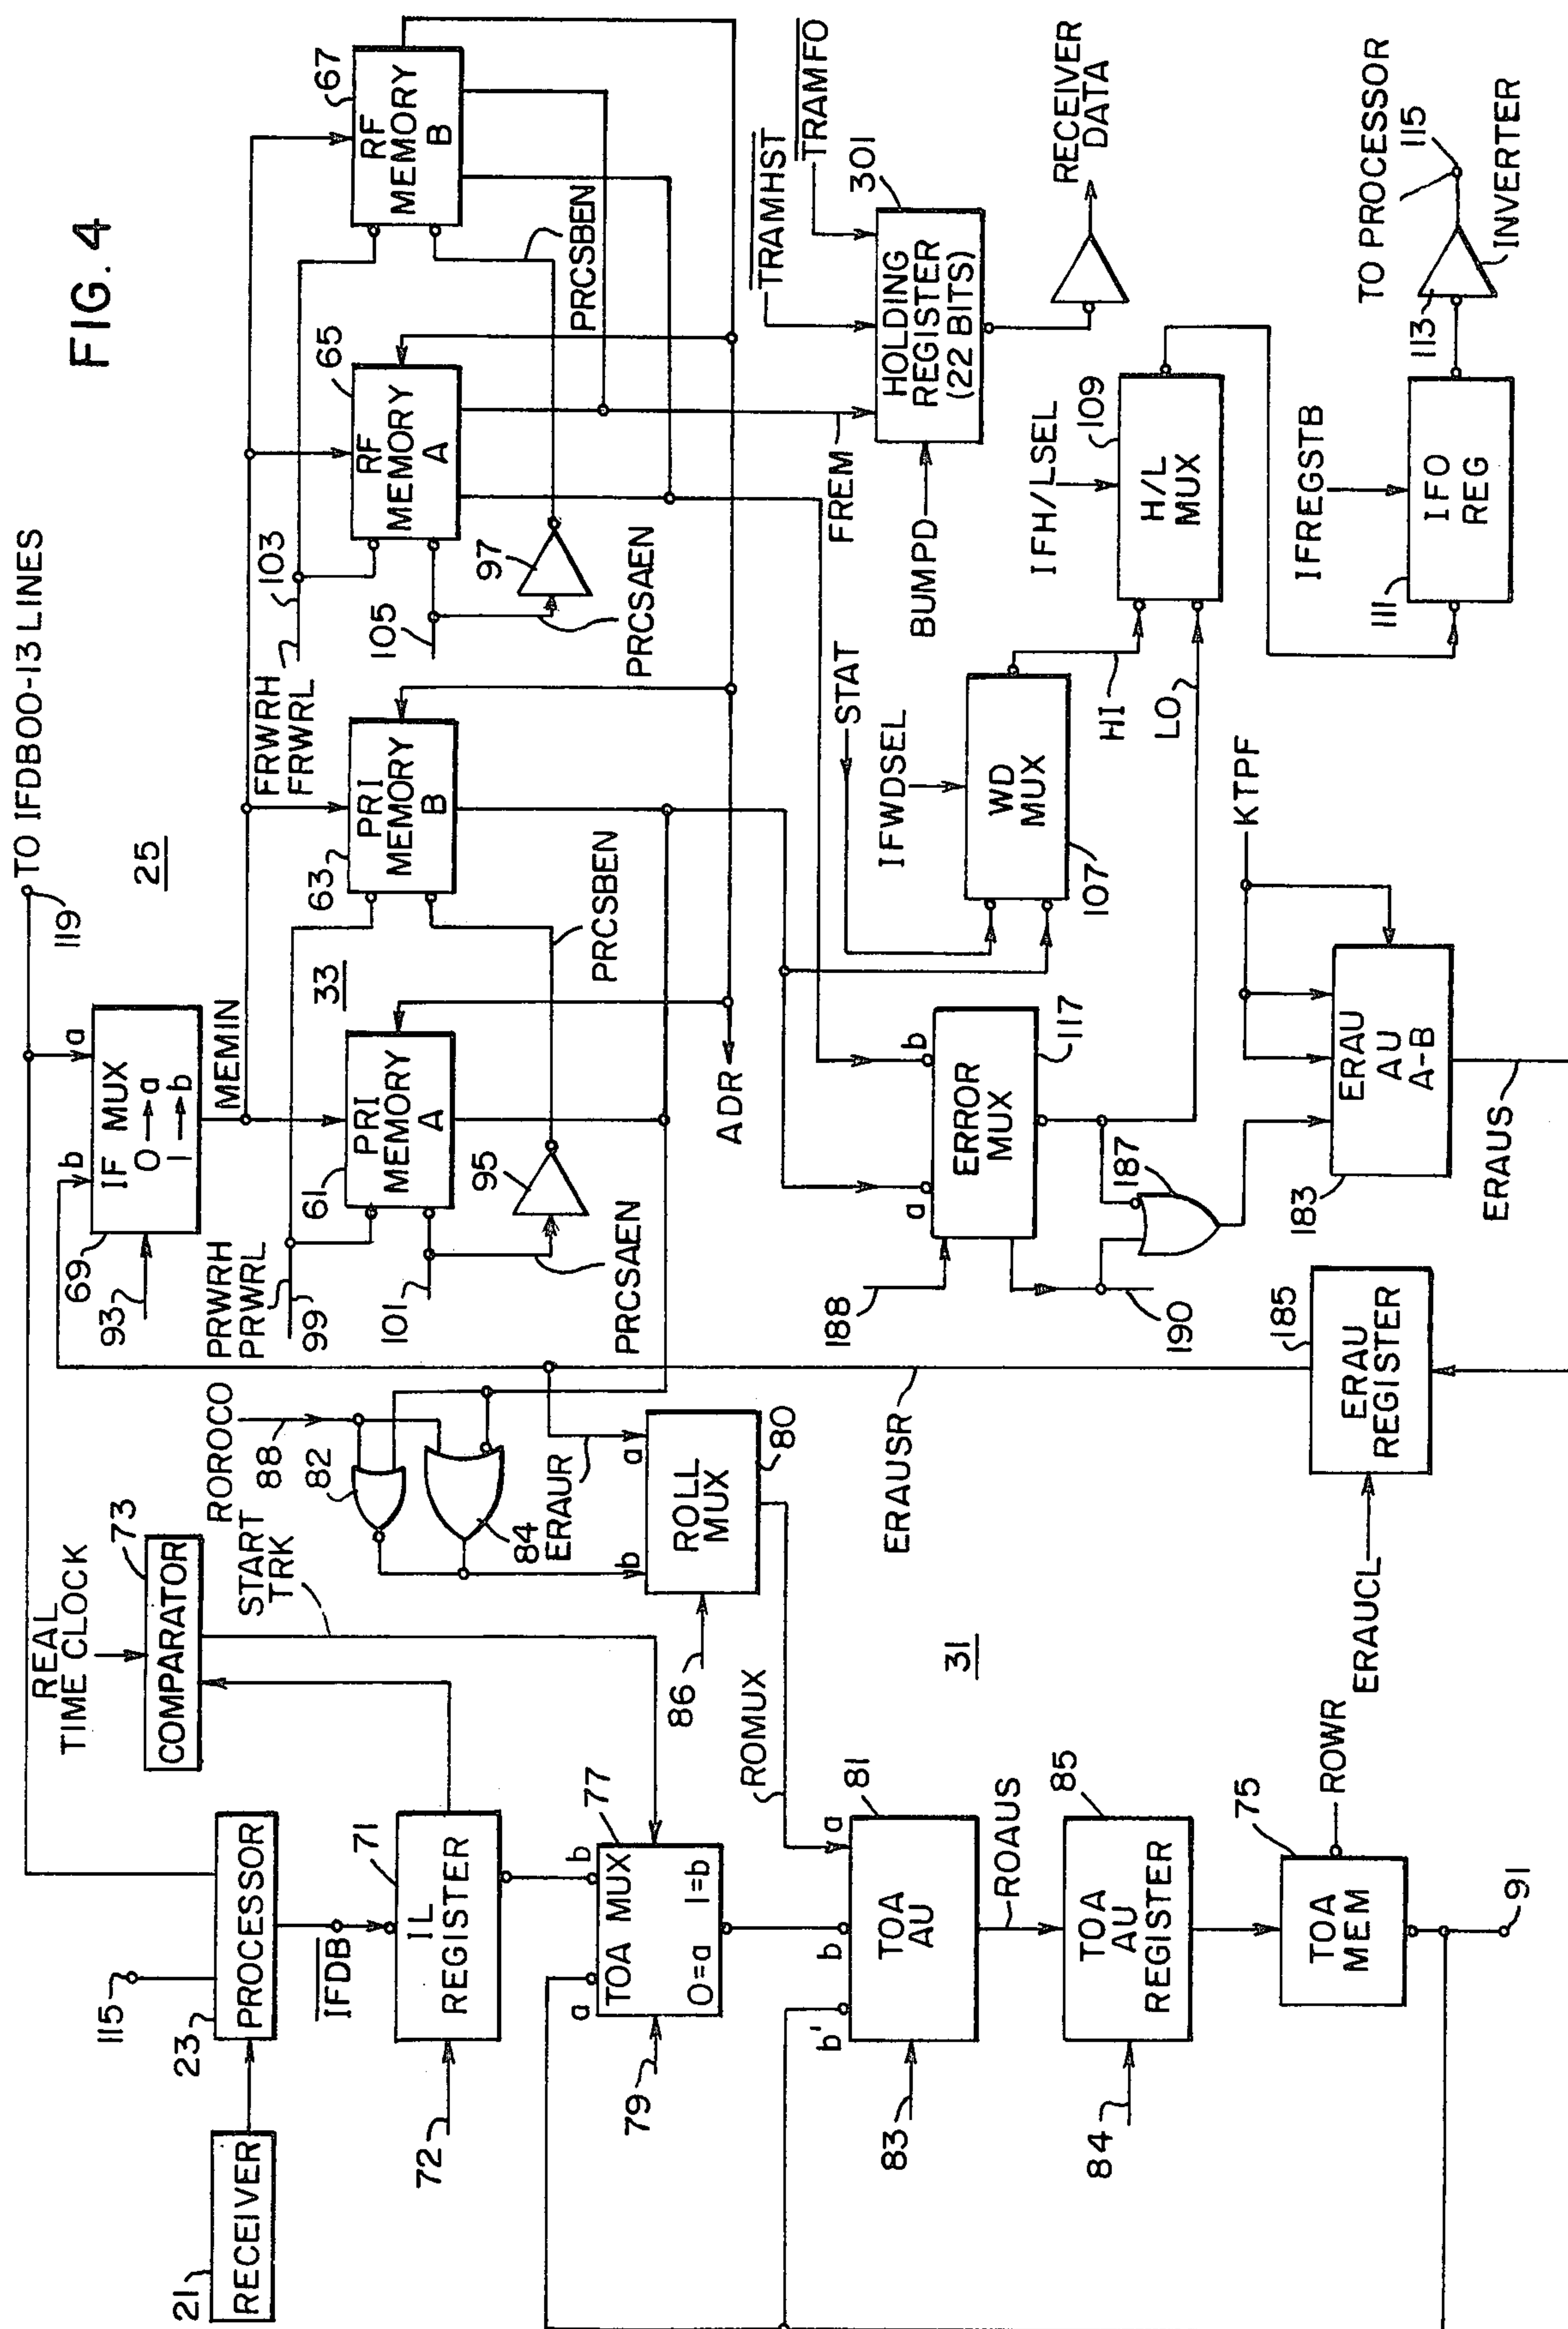 FIG. 4
TO IFDB00-13 LINES
119
25
33
31
21
RECEIVER
115
23
PROCESSOR
IFDB
72
71
IL
REGISTER
REAL
TIME CLOCK
73
COMPARATOR
START
TRK
79
77
a
b
TOA MUX
0=a 1=b
83
81
b'
b
a
TOA
AU
ROMUX
ROAUS
84
85
TOA
AU
REGISTER
75
TOA
MEM
ROWR
91
ROROCO
88
82
84
ERAUR
86
80
b
a
ROLL
MUX
69
93
b
a
IF MUX
0→a
1→b
MEMIN
PRWRH
PRWRL
99
101
61
PRI
MEMORY
A
95
PRCSAEN
63
PRI
MEMORY
B
PRCSBEN
ADR
FRWRH
FRWRL
103
105
65
RF
MEMORY
A
97
PRCSAEN
67
RF
MEMORY
B
PRCSBEN
FREM
TRAMHST
TRAMFO
301
HOLDING
REGISTER
(22 BITS)
BUMPD
RECEIVER
DATA
STAT
IFWDSEL
WD
MUX
107
HI
LO
IFH/LSEL
109
H/L
MUX
IFREGSTB
111
IFO
REG
113
INVERTER
TO PROCESSOR
115
188
a
b
ERROR
MUX
117
187
190
KTPF
183
ERAU
AU
A-B
ERAUS
ERAUSR
185
ERAU
REGISTER
ERAUCL